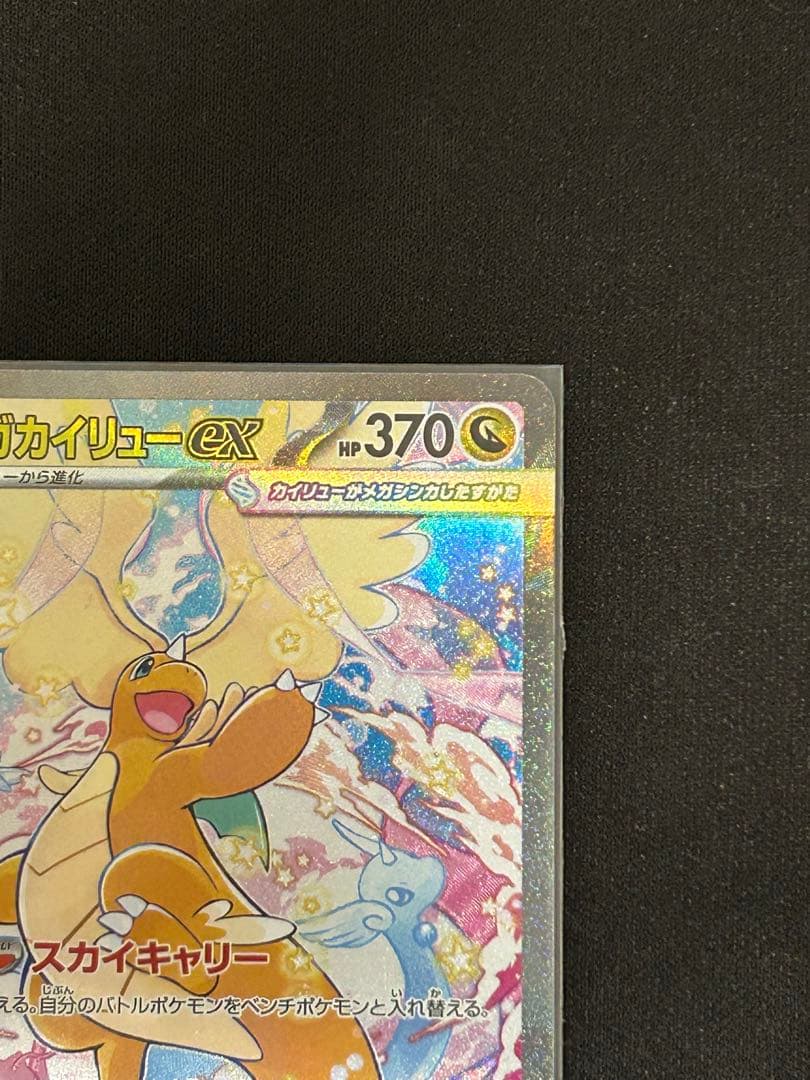 ガカイリューex HP370
ーから進化
カイリューがメガシンカしたすがた
スカイキャリー
える。自分のバトルポケモンをベンチポケモンと入れ替える。